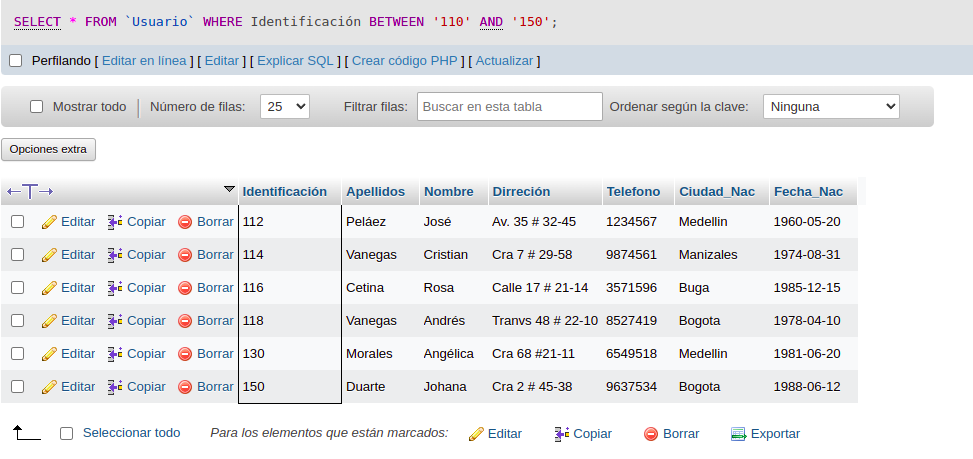 SELECT * FROM `Usuario` WHERE Identificación BETWEEN '110' AND '150';
Perfilando [ Editar en línea ] [ Editar ] [ Explicar SQL ] [ Crear código PHP ] [ Actualizar ]
Mostrar todo Número de filas: 25 Filtrar filas: Buscar en esta tabla Ordenar según la clave: Ninguna
Opciones extra
Identificación Apellidos Nombre Dirreción Telefono Ciudad_Nac Fecha_Nac
Editar Copiar Borrar 112 Peláez José Av. 35 # 32-45 1234567 Medellin 1960-05-20
Editar Copiar Borrar 114 Vanegas Cristian Cra 7 # 29-58 9874561 Manizales 1974-08-31
Editar Copiar Borrar 116 Cetina Rosa Calle 17 # 21-14 3571596 Buga 1985-12-15
Editar Copiar Borrar 118 Vanegas Andrés Tranvs 48 # 22-10 8527419 Bogota 1978-04-10
Editar Copiar Borrar 130 Morales Angélica Cra 68 #21-11 6549518 Medellin 1981-06-20
Editar Copiar Borrar 150 Duarte Johana Cra 2 # 45-38 9637534 Bogota 1988-06-12
Seleccionar todo Para los elementos que están marcados: Editar Copiar Borrar Exportar